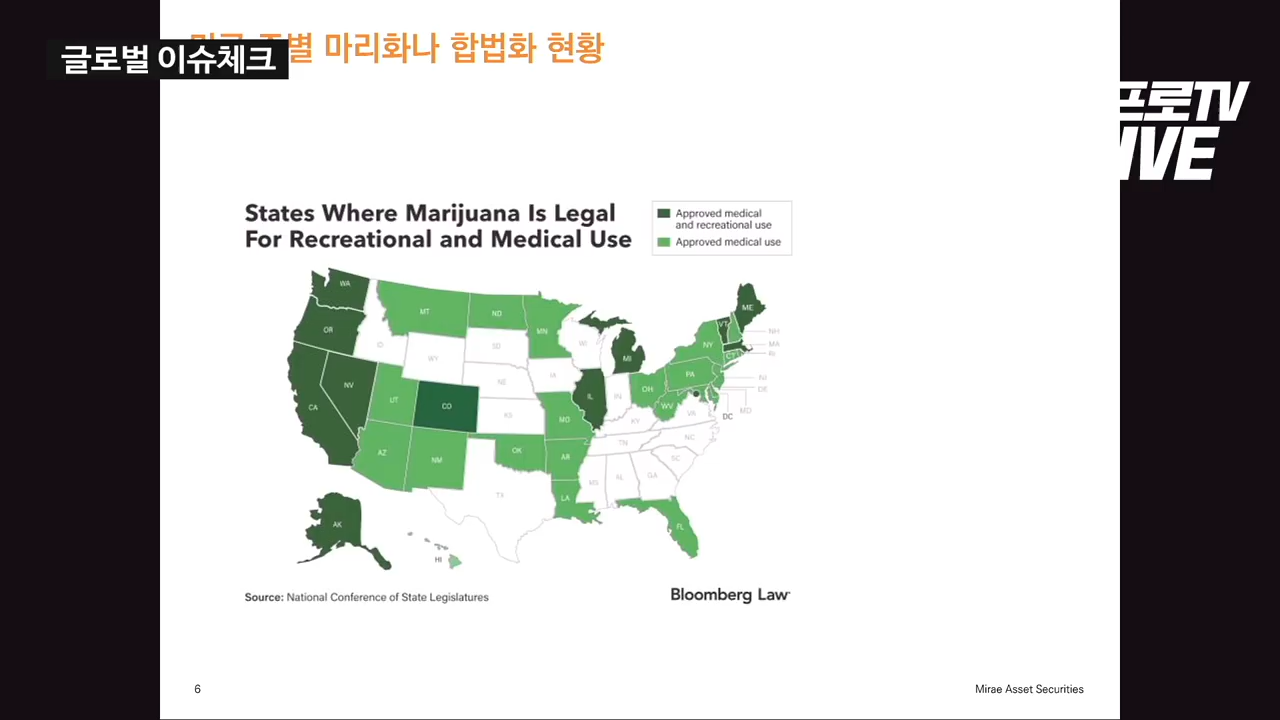 글로벌 이슈체크
별 마리화나 합법화 현황
프로TV
LIVE
States Where Marijuana Is Legal
For Recreational and Medical Use
Approved medical
and recreational use
Approved medical use
WA
MT
ND
MN
OR
ID
WY
SD
WI
MI
NY
VT
ME
NH
MA
RI
CT
NV
CA
UT
CO
NE
IA
KS
IL
IN
OH
PA
NJ
DE
MD
DC
WV
VA
MO
KY
AZ
NM
OK
AR
TN
NC
SC
TX
LA
MS
AL
GA
FL
AK
HI
Source: National Conference of State Legislatures
Bloomberg Law
6
Mirae Asset Securities